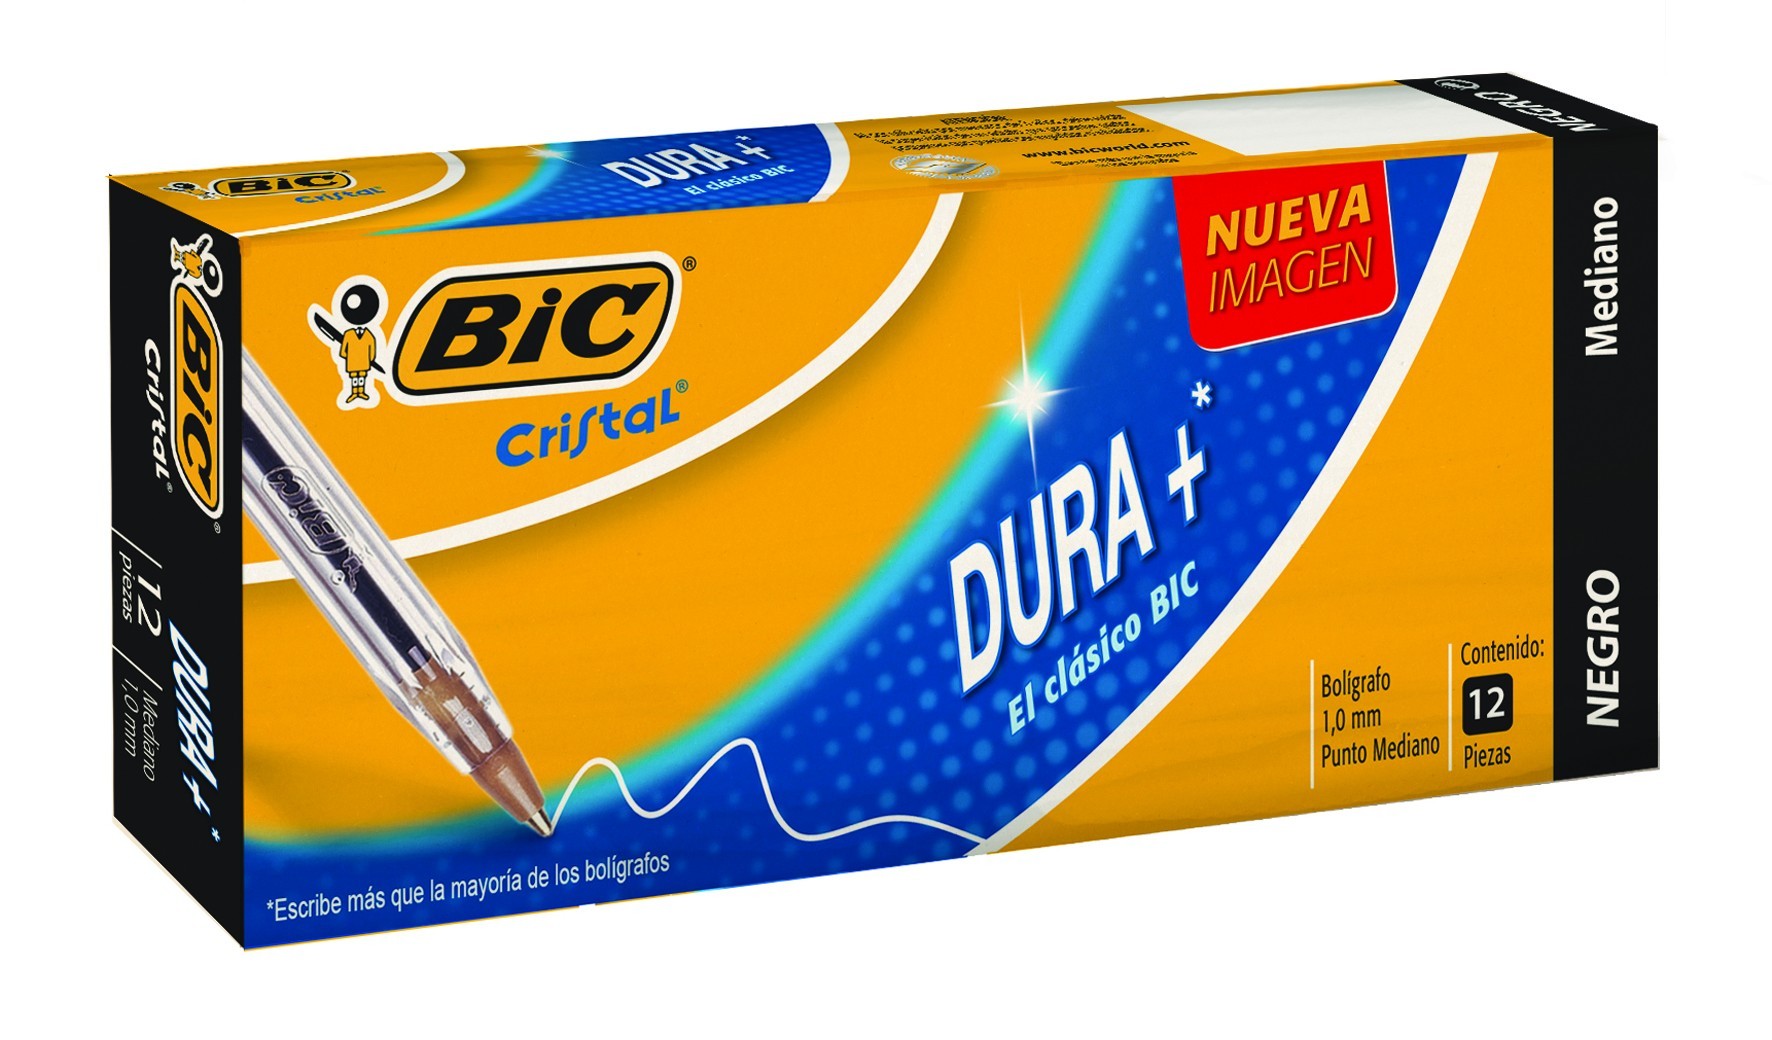 BiC
Cristal
DURA +*
El clásico BIC
www.bicworld.com
NEGRO
BiC®
Cristal®
NUEVA
IMAGEN
DURA +*
El clásico BIC
Bolígrafo
1,0 mm
Punto Mediano
Contenido:
12
Piezas
*Escribe más que la mayoría de los bolígrafos
Mediano
NEGRO
BiC®
Cristal®
12
piezas
Mediano
1,0 mm
DURA +*
BiC